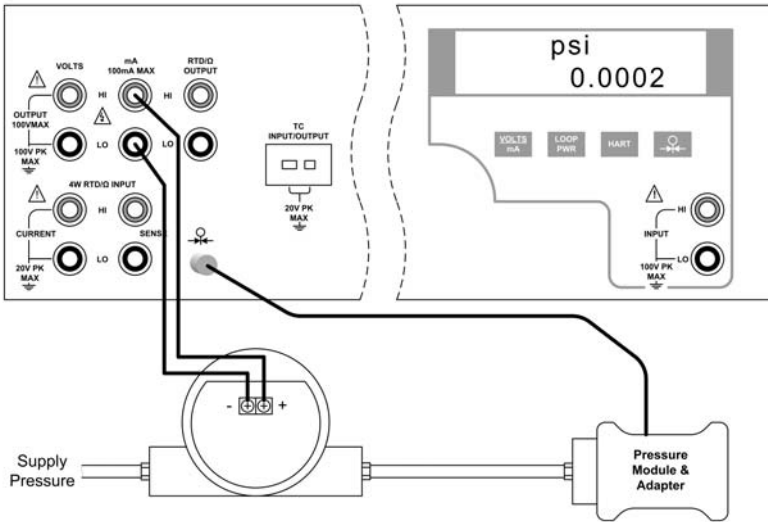 VOLTS
mA
100mA MAX
RTD/Ω
OUTPUT
HI
HI
OUTPUT
100VMAX
LO
LO
100V PK
MAX
4W RTD/Ω INPUT
HI
CURRENT
SENSE
LO
20V PK
MAX
TC
INPUT/OUTPUT
20V PK
MAX
psi
0.0002
VOLTS
mA
LOOP
PWR
HART
HI
INPUT
LO
100V PK
MAX
- +
Supply
Pressure
Pressure
Module &
Adapter